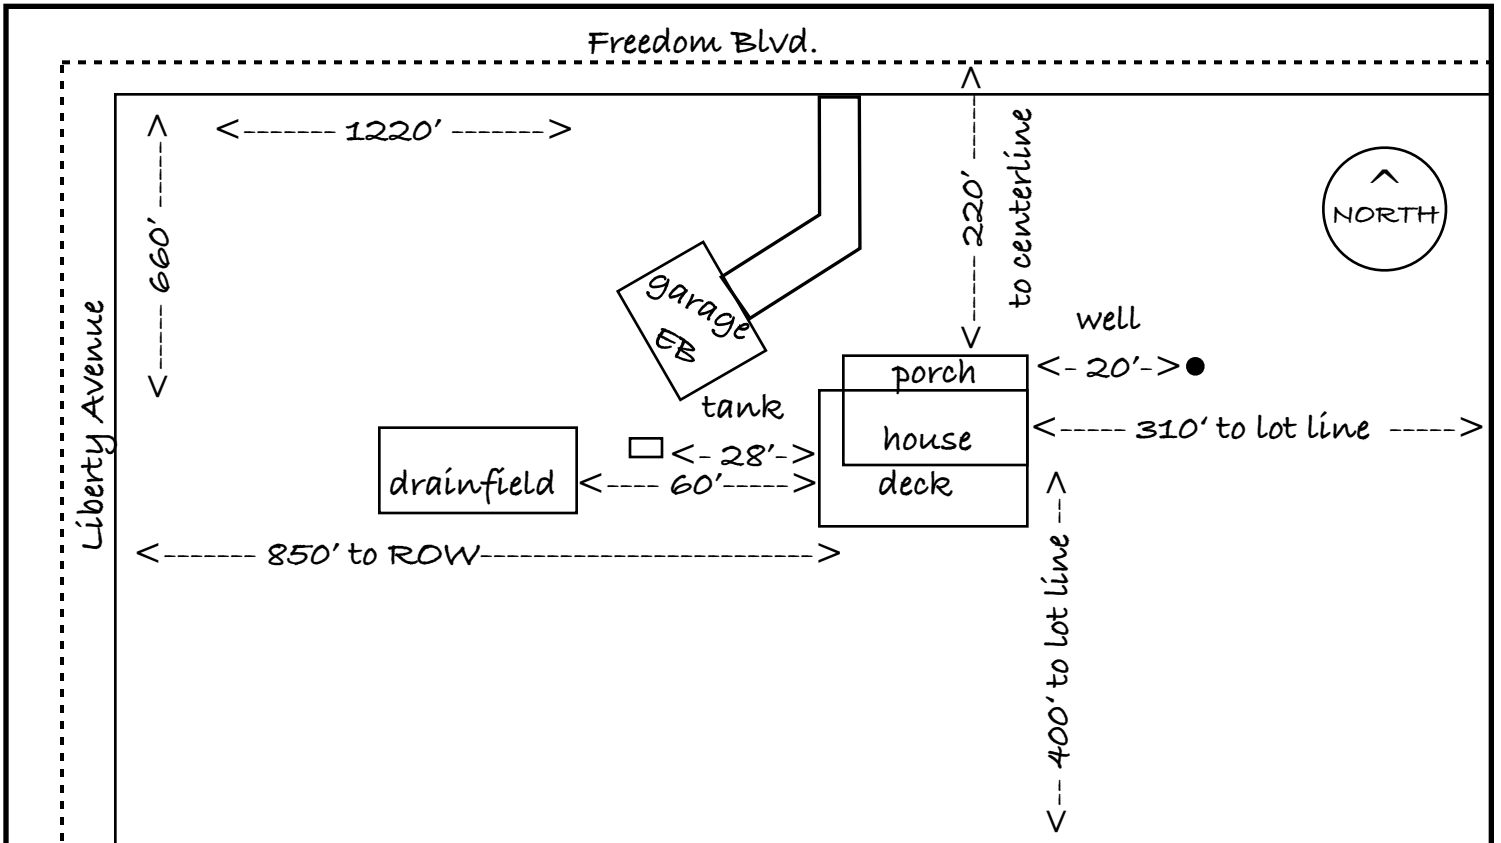 Freedom Blvd.
1220'
660'
220'
to centerline
NORTH
garage
EB
well
Liberty Avenue
porch
20'
tank
house
310' to lot line
28'
drainfield
60'
deck
850' to ROW
400' to lot line